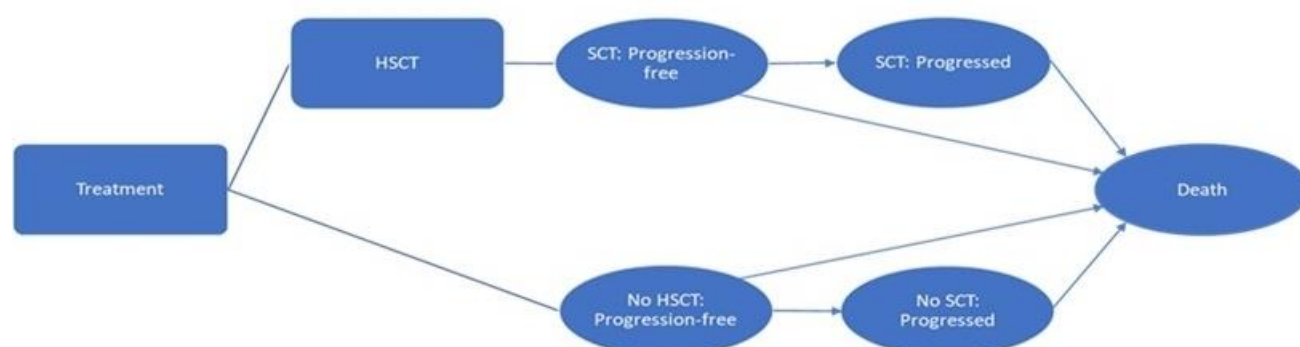 HSCT
SCT: Progression-
free
SCT: Progressed
Treatment
Death
No HSCT:
Progression-free
No SCT:
Progressed